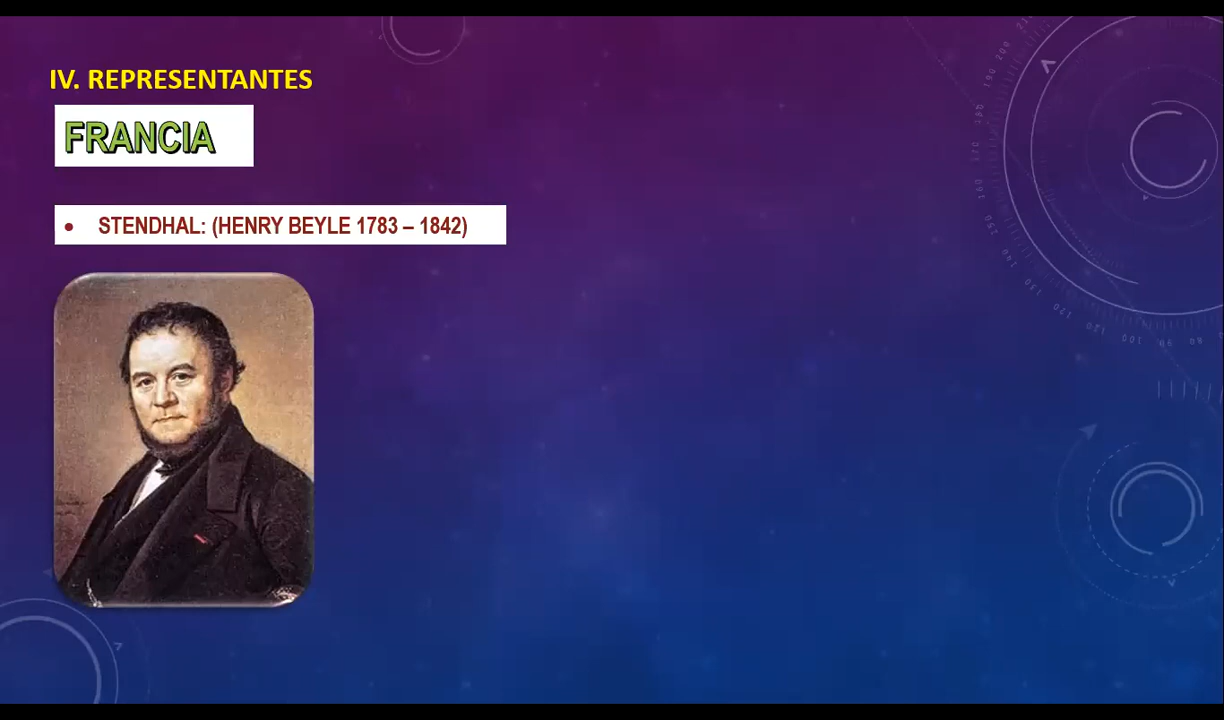 IV. REPRESENTANTES
FRANCIA
• STENDHAL: (HENRY BEYLE 1783 – 1842)